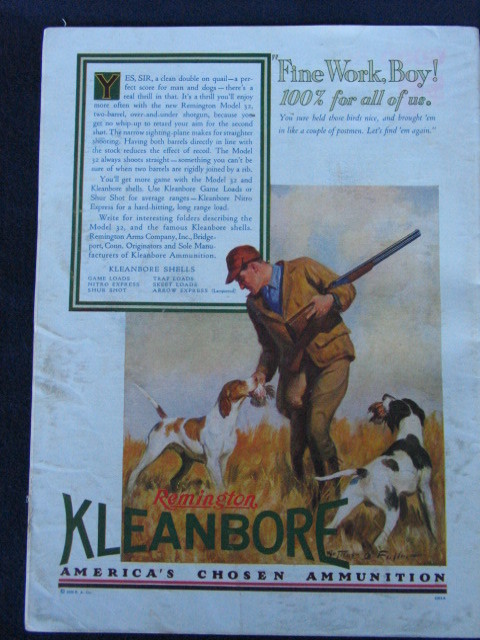 YES, SIR, a clean double on quail—a per-
fect score for man and dogs—there's a
real thrill in that. It's a thrill you'll enjoy
more often with the new Remington Model 32,
two-barrel, over-and-under shotgun, because you
get no whip-up to retard your aim for the second
shot. The narrow sighting-plane makes for straighter
shooting. Having both barrels directly in line with
the stock reduces the effect of recoil. The Model
32 always shoots straight—something you can't be
sure of when two barrels are rigidly joined by a rib.
You'll get more game with the Model 32 and
Kleanbore shells. Use Kleanbore Game Loads or
Shur Shot for average ranges—Kleanbore Nitro
Express for a hard-hitting, long range load.
Write for interesting folders describing the
Model 32, and the famous Kleanbore shells.
Remington Arms Company, Inc., Bridge-
port, Conn. Originators and Sole Manu-
facturers of Kleanbore Ammunition.
KLEANBORE SHELLS
GAME LOADS TRAP LOADS
NITRO EXPRESS SKEET LOADS
SHUR SHOT ARROW EXPRESS (Lacquered)
"Fine Work, Boy!
100% for all of us.
You sure held those birds nice, and brought 'em
in like a couple of postmen. Let's find 'em again."
Remington
KLEANBORE
AMERICA'S CHOSEN AMMUNITION